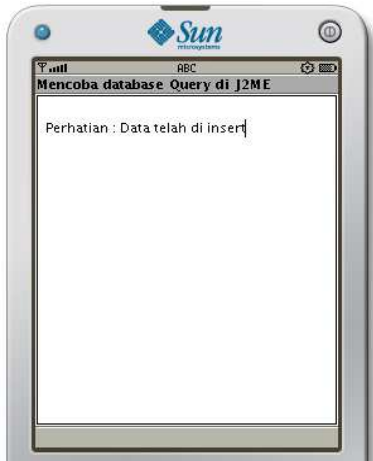 Sun
microsystems
ABC
Mencoba database Query di J2ME
Perhatian : Data telah di insert